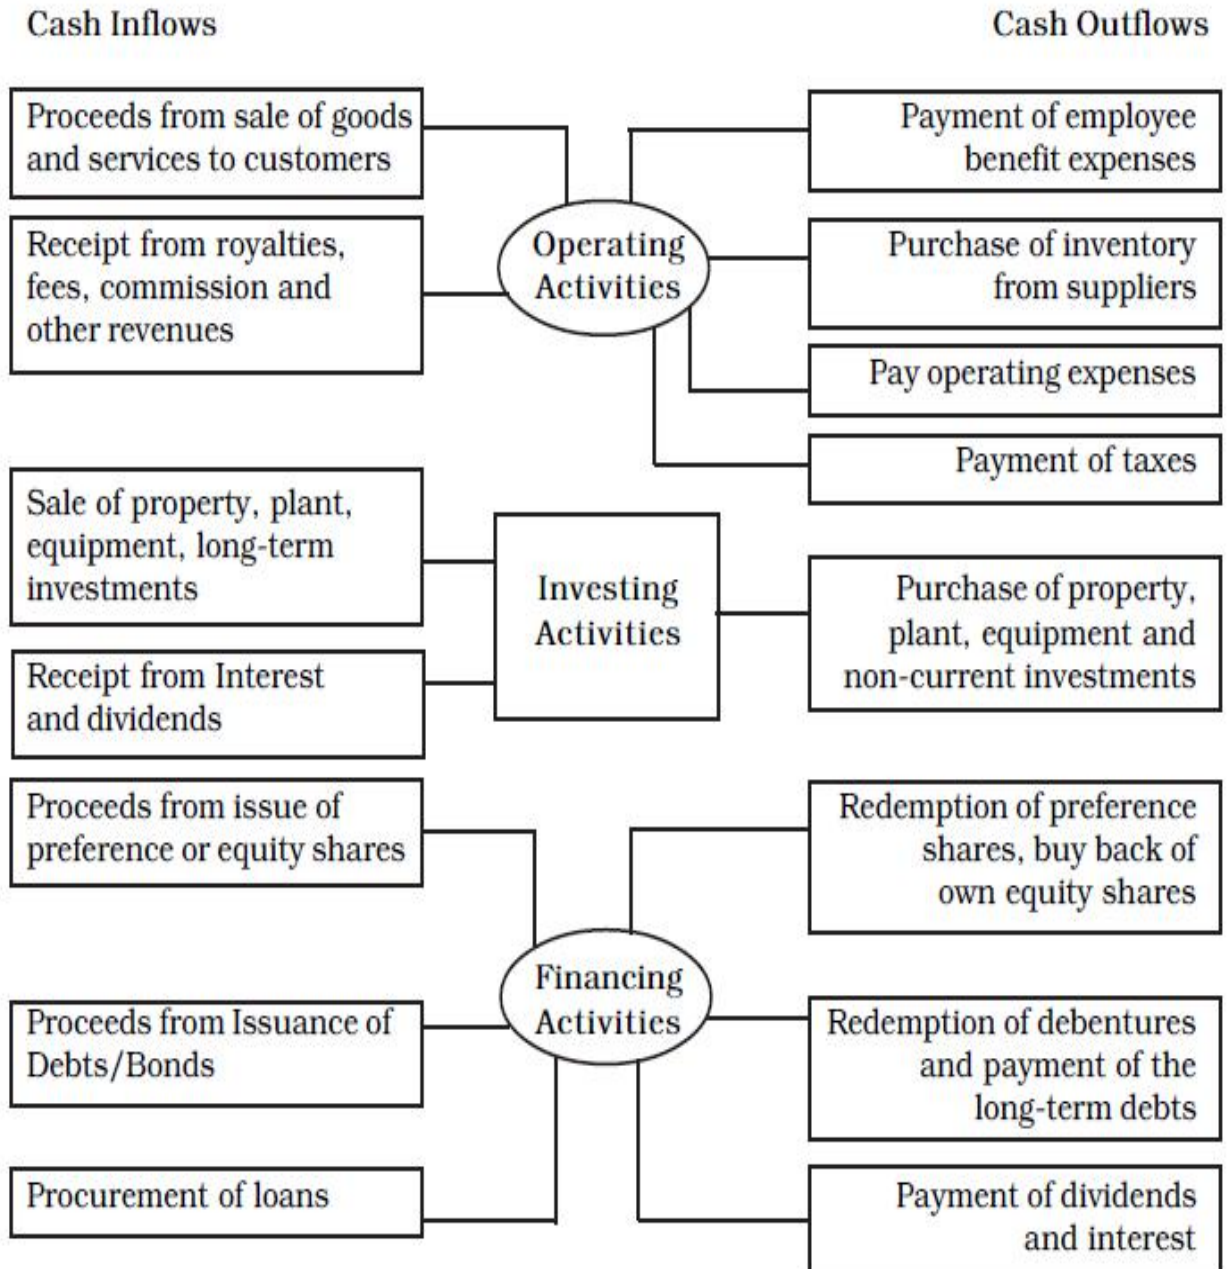 Cash Inflows
Cash Outflows
Proceeds from sale of goods
and services to customers
Receipt from royalties,
fees, commission and
other revenues
Operating
Activities
Payment of employee
benefit expenses
Purchase of inventory
from suppliers
Pay operating expenses
Payment of taxes
Sale of property, plant,
equipment, long-term
investments
Receipt from Interest
and dividends
Investing
Activities
Purchase of property,
plant, equipment and
non-current investments
Proceeds from issue of
preference or equity shares
Proceeds from Issuance of
Debts/Bonds
Procurement of loans
Financing
Activities
Redemption of preference
shares, buy back of
own equity shares
Redemption of debentures
and payment of the
long-term debts
Payment of dividends
and interest